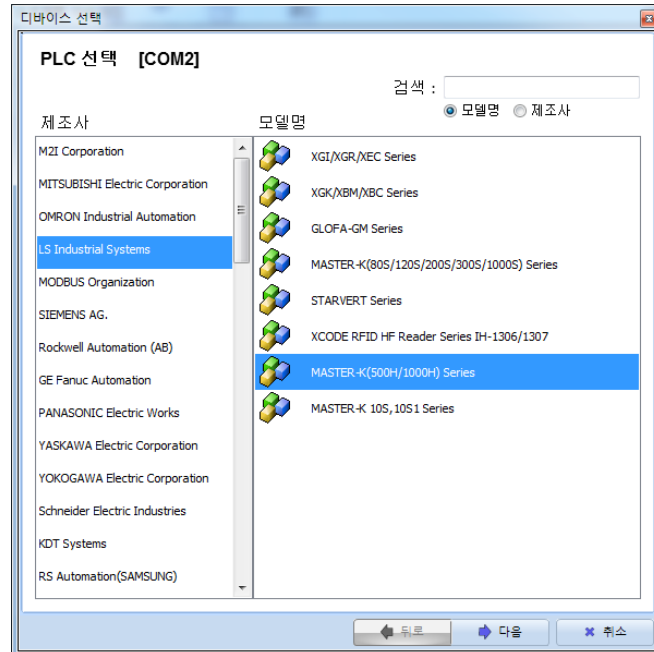 디바이스 선택
PLC 선택 [COM2]
검색 :
모델명 제조사
제조사
M2I Corporation
MITSUBISHI Electric Corporation
OMRON Industrial Automation
LS Industrial Systems
MODBUS Organization
SIEMENS AG.
Rockwell Automation (AB)
GE Fanuc Automation
PANASONIC Electric Works
YASKAWA Electric Corporation
YOKOGAWA Electric Corporation
Schneider Electric Industries
KDT Systems
RS Automation(SAMSUNG)
모델명
XGI/XGR/XEC Series
XGK/XBM/XBC Series
GLOFA-GM Series
MASTER-K(80S/120S/200S/300S/1000S) Series
STARVERT Series
XCODE RFID HF Reader Series IH-1306/1307
MASTER-K(500H/1000H) Series
MASTER-K 10S,10S1 Series
뒤로
다음
취소